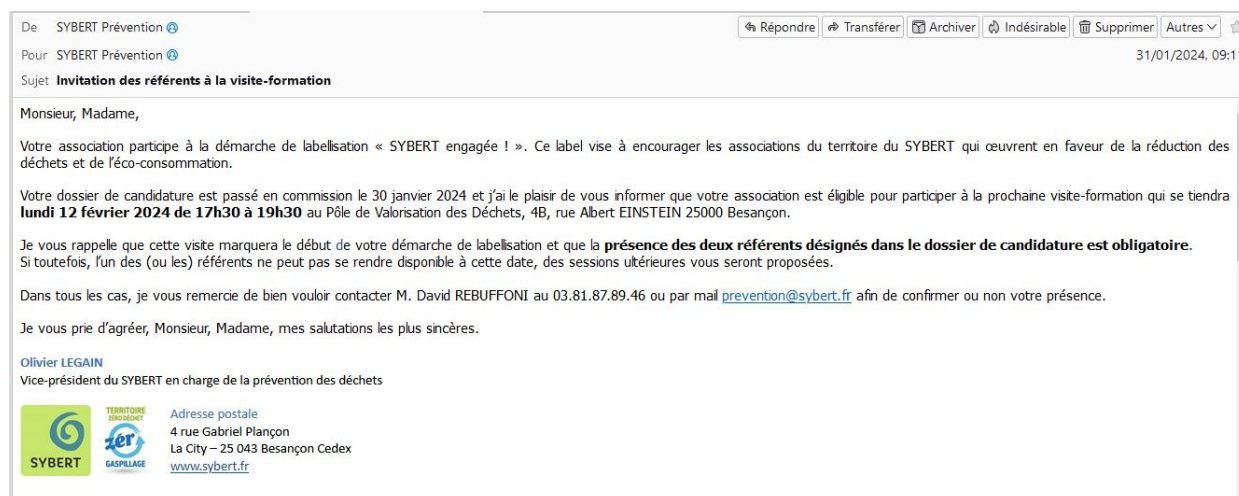 De SYBERT Prévention
Répondre Transférer Archiver Indésirable Supprimer Autres
Pour SYBERT Prévention
31/01/2024, 09:1
Sujet Invitation des référents à la visite-formation
Monsieur, Madame,
Votre association participe à la démarche de labellisation « SYBERT engagée ! ». Ce label vise à encourager les associations du territoire du SYBERT qui œuvrent en faveur de la réduction des
déchets et de l'éco-consommation.
Votre dossier de candidature est passé en commission le 30 janvier 2024 et j'ai le plaisir de vous informer que votre association est éligible pour participer à la prochaine visite-formation qui se tiendra
lundi 12 février 2024 de 17h30 à 19h30 au Pôle de Valorisation des Déchets, 4B, rue Albert EINSTEIN 25000 Besançon.
Je vous rappelle que cette visite marquera le début de votre démarche de labellisation et que la présence des deux référents désignés dans le dossier de candidature est obligatoire.
Si toutefois, l'un des (ou les) référents ne peut pas se rendre disponible à cette date, des sessions ultérieures vous seront proposées.
Dans tous les cas, je vous remercie de bien vouloir contacter M. David REBUFFONI au 03.81.87.89.46 ou par mail prevention@sybert.fr afin de confirmer ou non votre présence.
Je vous prie d'agréer, Monsieur, Madame, mes salutations les plus sincères.
Olivier LEGAIN
Vice-président du SYBERT en charge de la prévention des déchets
SYBERT
TERRITOIRE
ZÉRO DÉCHET
zér
GASPILLAGE
Adresse postale
4 rue Gabriel Plançon
La City – 25 043 Besançon Cedex
www.sybert.fr